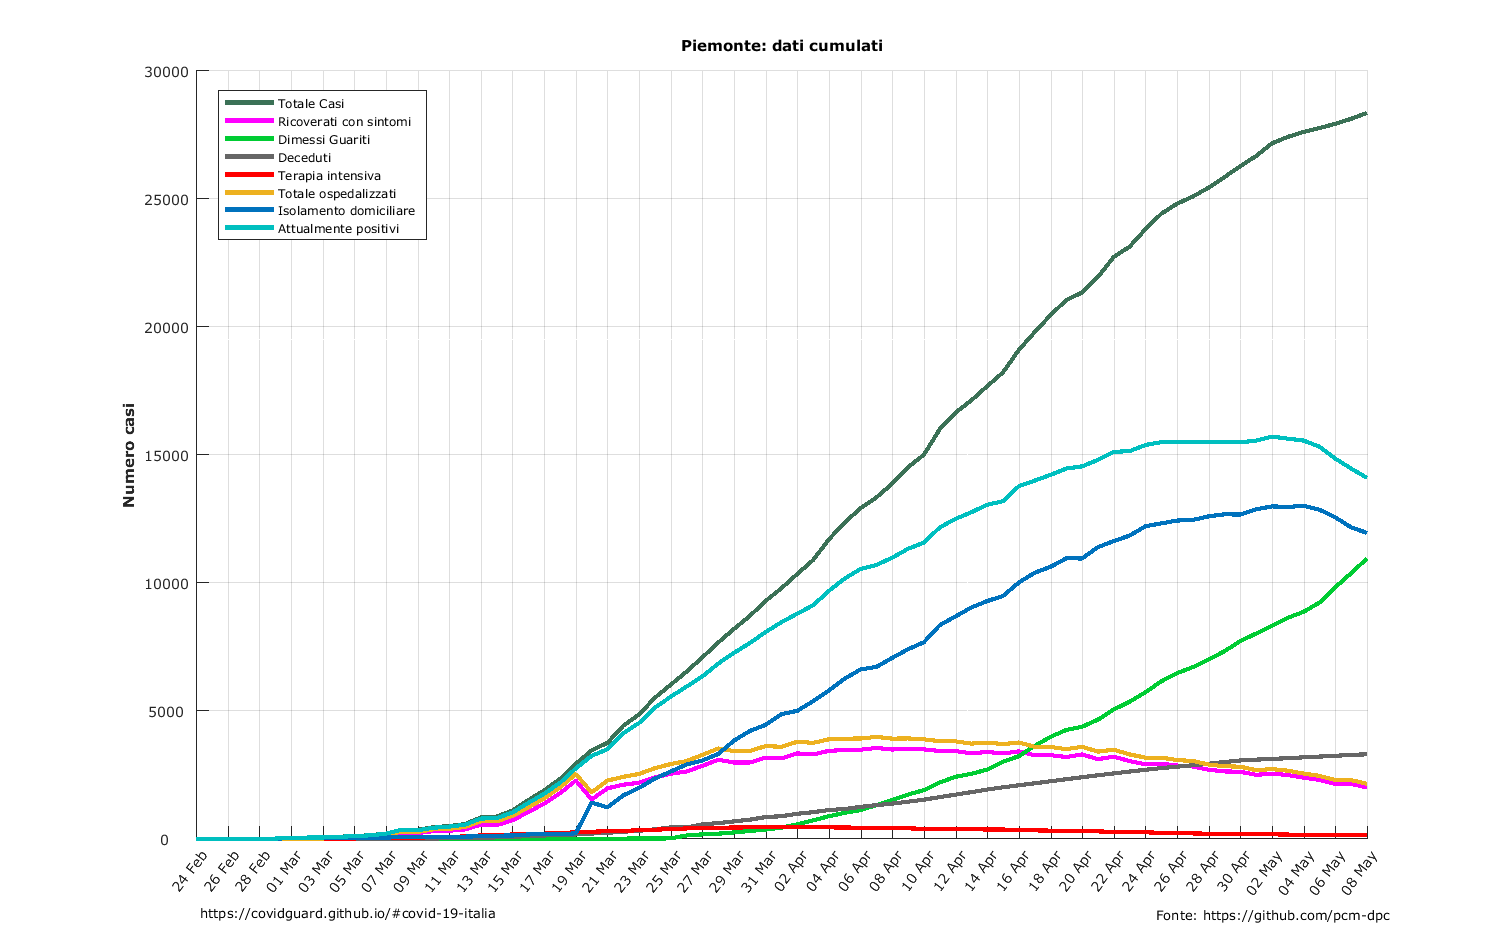 Piemonte: dati cumulati
30000
25000
20000
15000
10000
5000
0
Numero casi
Totale Casi
Ricoverati con sintomi
Dimessi Guariti
Deceduti
Terapia intensiva
Totale ospedalizzati
Isolamento domiciliare
Attualmente positivi
24 Feb
26 Feb
28 Feb
01 Mar
03 Mar
05 Mar
07 Mar
09 Mar
11 Mar
13 Mar
15 Mar
17 Mar
19 Mar
21 Mar
23 Mar
25 Mar
27 Mar
29 Mar
31 Mar
02 Apr
04 Apr
06 Apr
08 Apr
10 Apr
12 Apr
14 Apr
16 Apr
18 Apr
20 Apr
22 Apr
24 Apr
26 Apr
28 Apr
30 Apr
02 May
04 May
06 May
08 May
https://covidguard.github.io/#covid-19-italia
Fonte: https://github.com/pcm-dpc